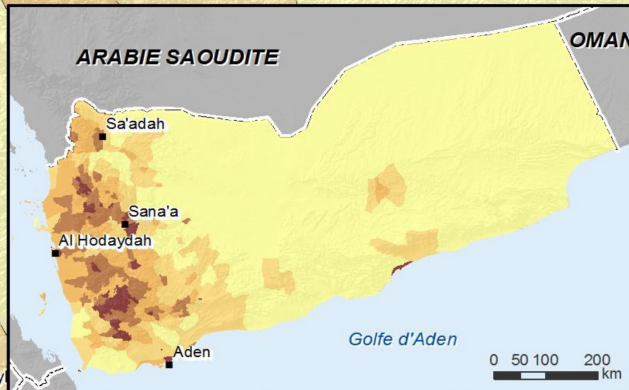 ARABIE SAOUDITE
OMAN
Sa'adah
Sana'a
Al Hodaydah
Golfe d'Aden
Aden
0 50 100 200
km